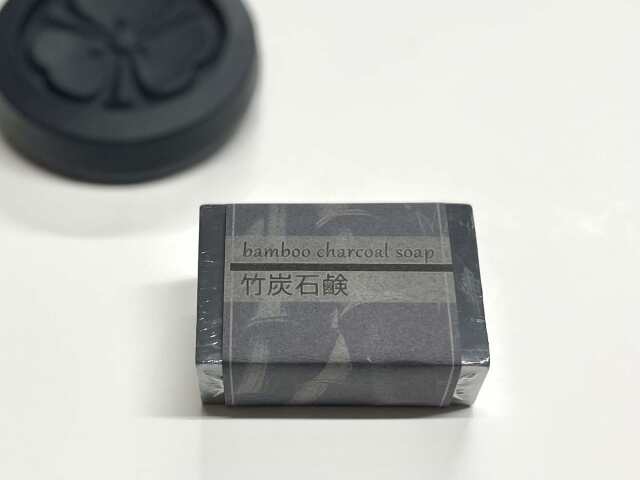 bamboo charcoal soap
竹炭石鹸